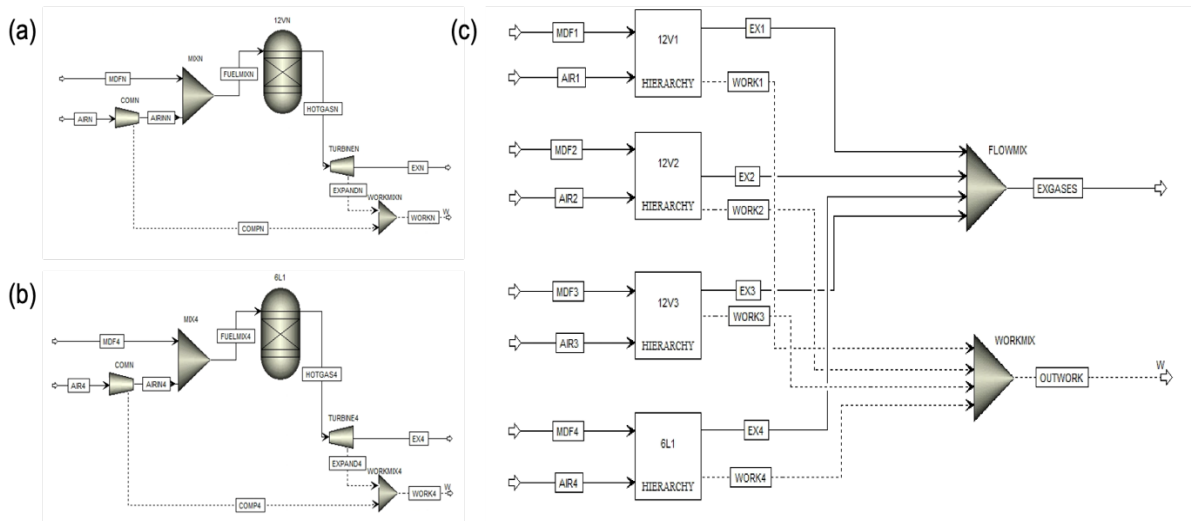 (a)
12VN
MIXN
FUELMIXN
MDFN
COMN
AIRN
AIRINN
HOTGASN
TURBINEN
EXN
EXPANDN
WORKMIXN
W
WORKN
COMPN
(b)
6L1
MIX4
FUELMIX4
MDF4
COMN
AIR4
AIRIN4
HOTGAS4
TURBINE4
EX4
EXPAND4
WORKMIX4
W
WORK4
COMP4
(c)
MDF1
12V1
EX1
AIR1
HIERARCHY
WORK1
MDF2
12V2
EX2
AIR2
HIERARCHY
WORK2
FLOWMIX
EXGASES
MDF3
12V3
EX3
WORK3
AIR3
HIERARCHY
WORKMIX
W
OUTWORK
MDF4
6L1
EX4
AIR4
HIERARCHY
WORK4